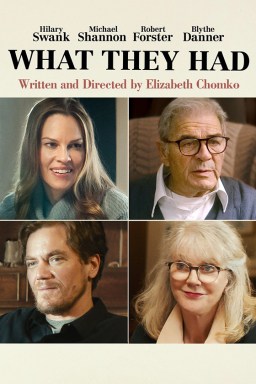 Hilary Swank Michael Shannon Robert Forster Blythe Danner
WHAT THEY HAD
Written and Directed by Elizabeth Chomko